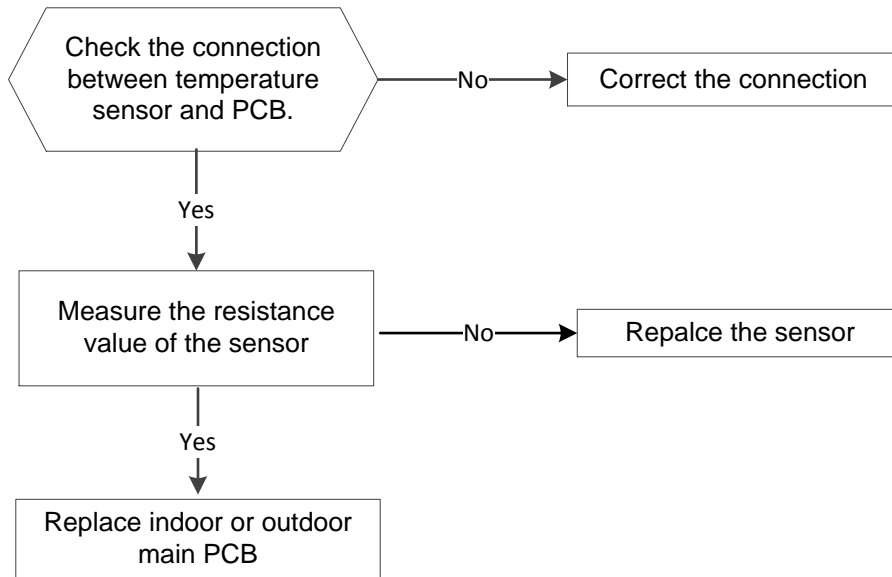 Check the connection
between temperature
sensor and PCB.
No
Correct the connection
Yes
Measure the resistance
value of the sensor
No
Repalce the sensor
Yes
Replace indoor or outdoor
main PCB